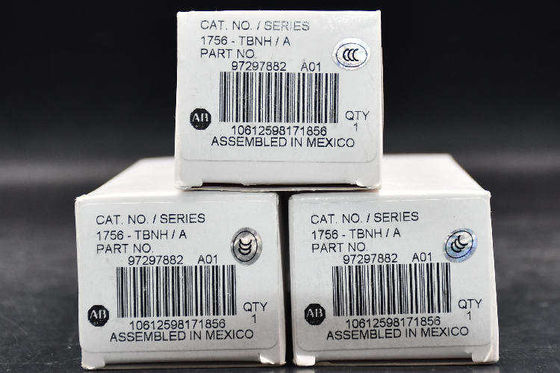 CAT. NO. / SERIES
1756 - TBNH / A
PART NO.
97297882 A01
CCC
AB
QTY
1
10612598171856
ASSEMBLED IN MEXICO
CAT. NO. / SERIES
1756 - TBNH / A
PART NO.
97297882 A01
AB
QTY
1
10612598171856
ASSEMBLED IN MEXICO
CAT. NO. / SERIES
1756 - TBNH / A
PART NO.
97297882 A01
AB
QTY
1
10612598171856
ASSEMBLED IN MEXICO